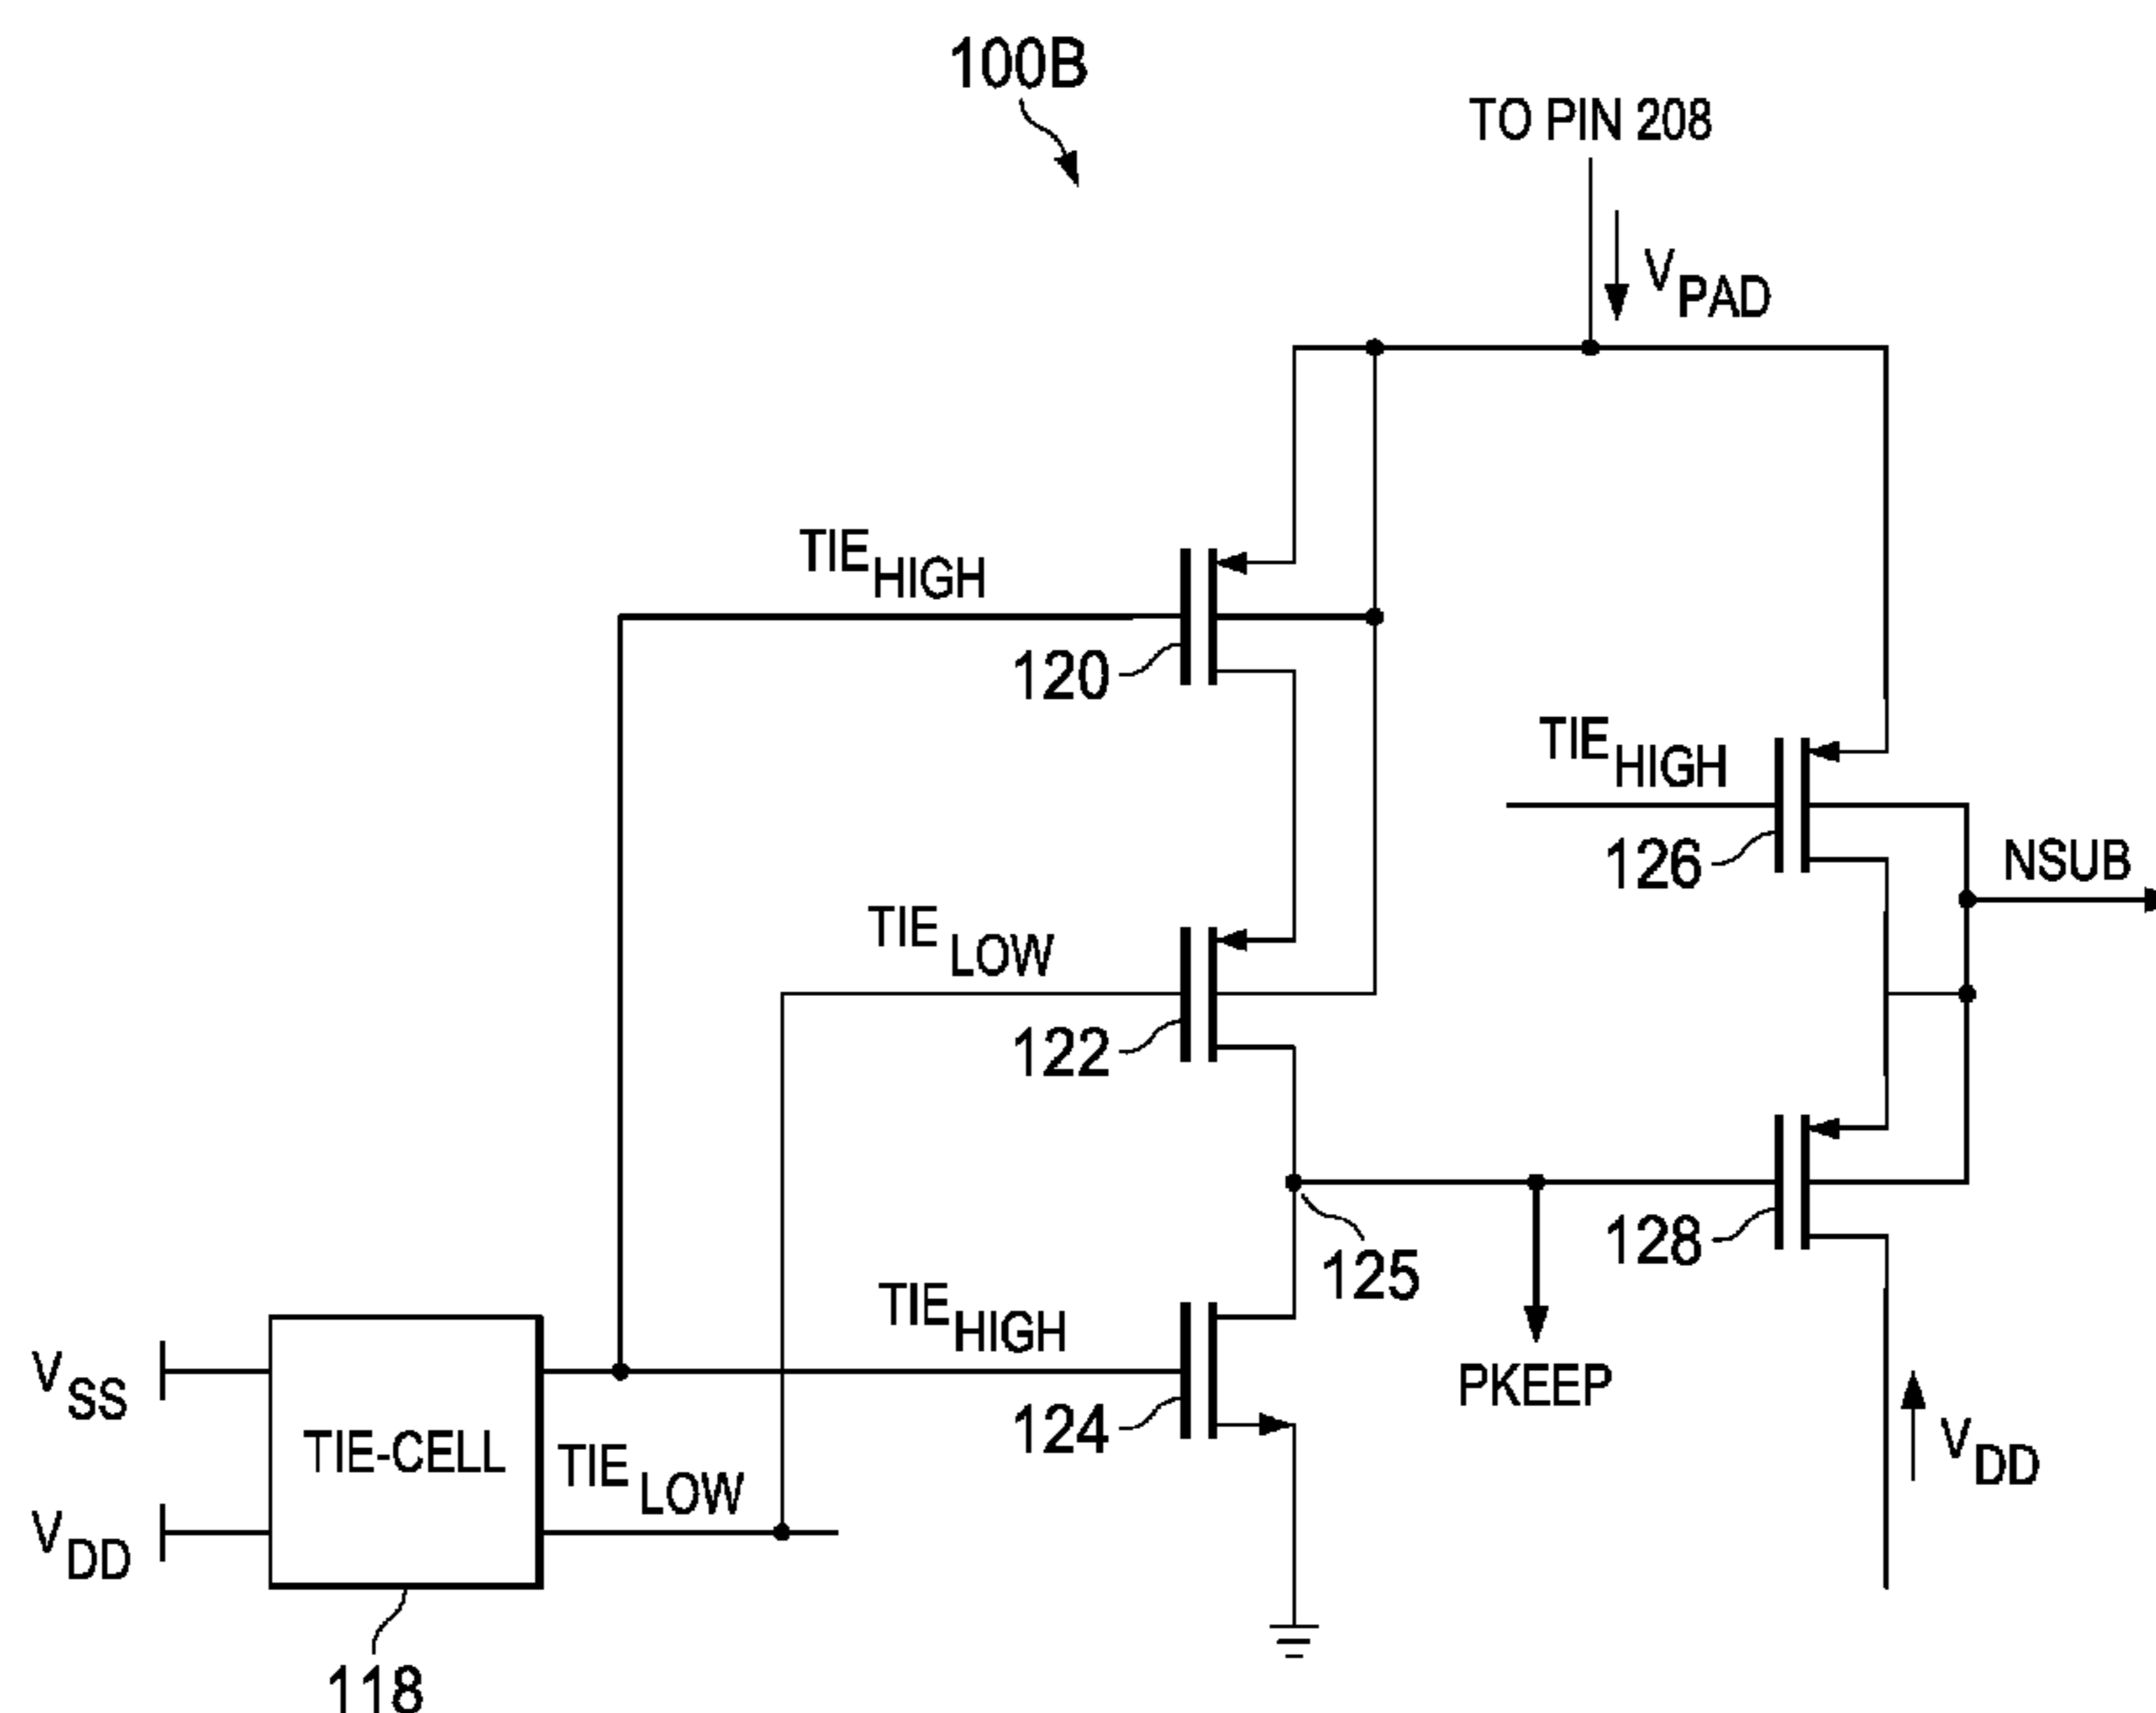 100B
TO PIN 208
VPAD
TIEHIGH
120
TIEHIGH
126
NSUB
TIELOW
122
125
128
TIEHIGH
124
PKEEP
VDD
VSS
VDD
TIE-CELL
TIELOW
118